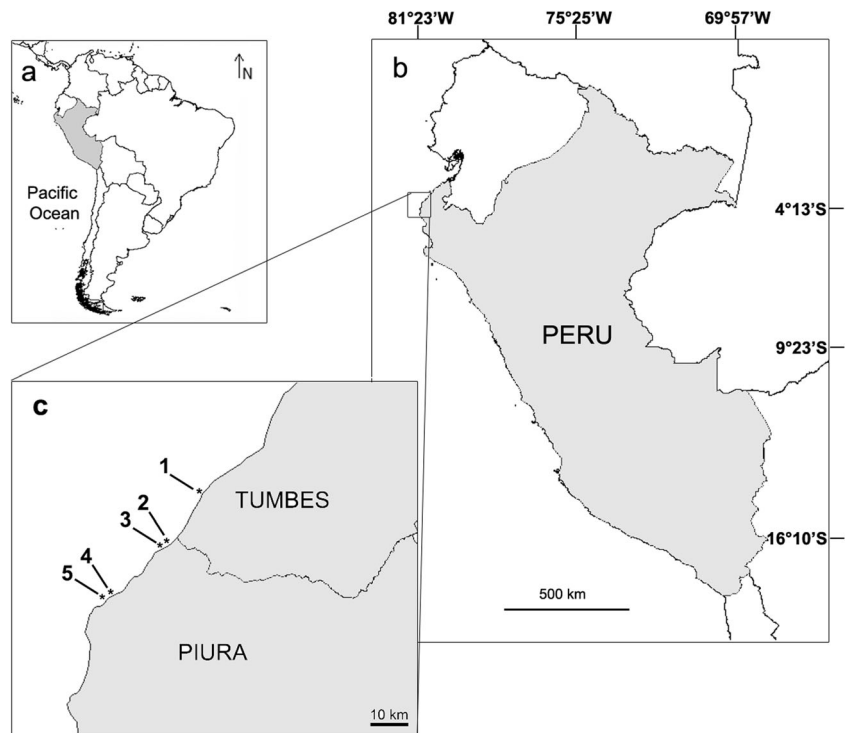 81°23’W
75°25’W
69°57’W
a
N
Pacific
Ocean
b
4°13’S
PERU
9°23’S
16°10’S
500 km
c
1
TUMBES
2
3
4
5
PIURA
10 km